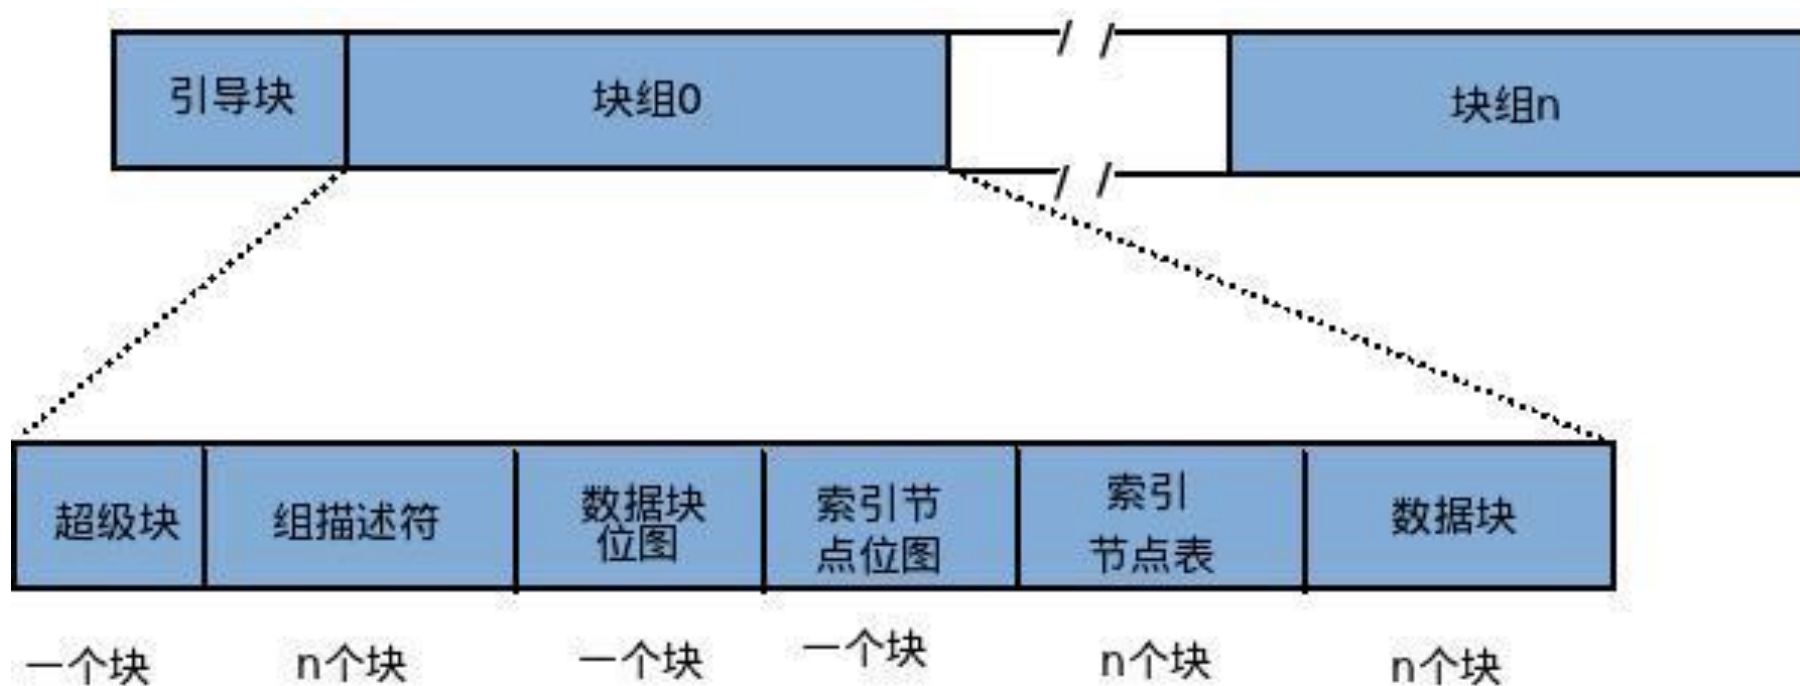 引导块
块组0
块组n
超级块
组描述符
数据块
位图
索引节
点位图
索引
节点表
数据块
一个块
n个块
一个块
一个块
n个块
n个块